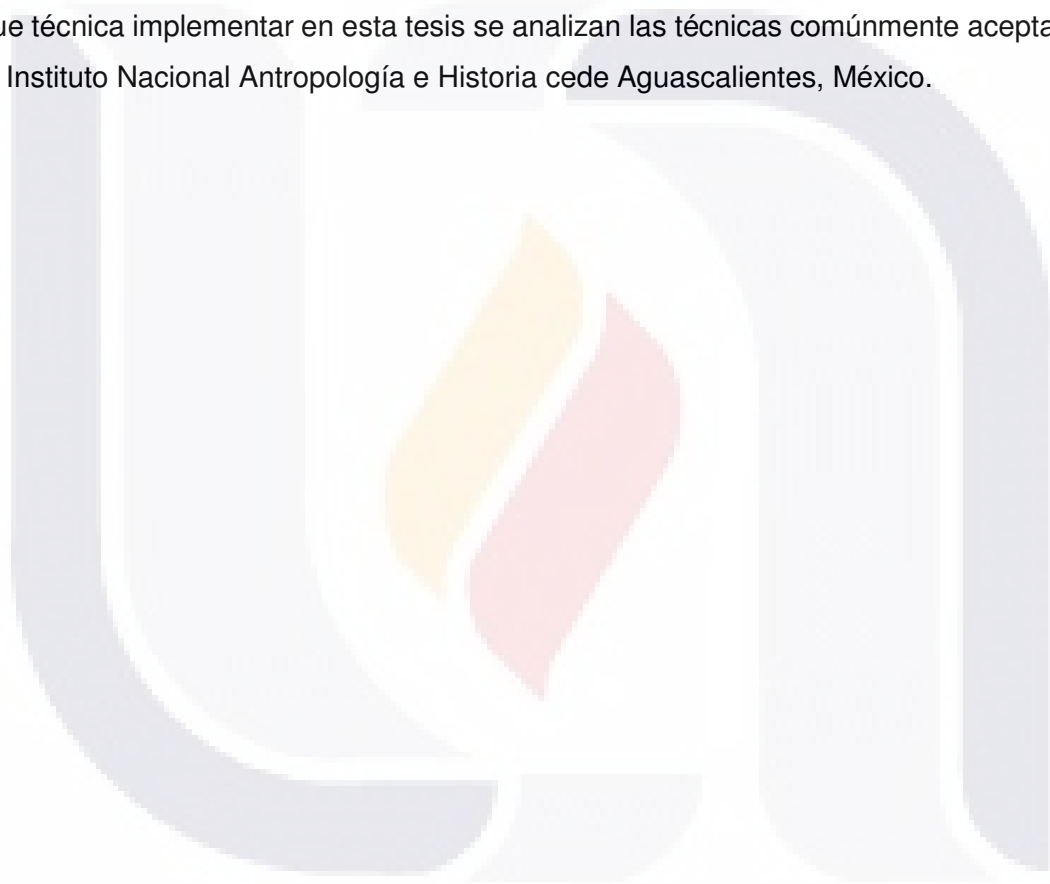 ue técnica implementar en esta tesis se analizan las técnicas comúnmente acepta
Instituto Nacional Antropología e Historia cede Aguascalientes, México.